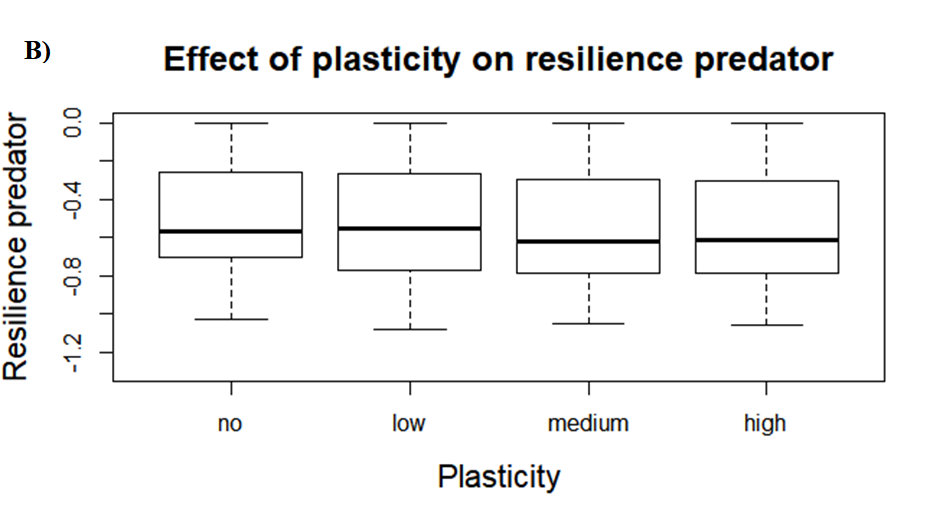 B)
Effect of plasticity on resilience predator
Resilience predator
0.0
-0.4
-0.8
-1.2
no
low
medium
high
Plasticity